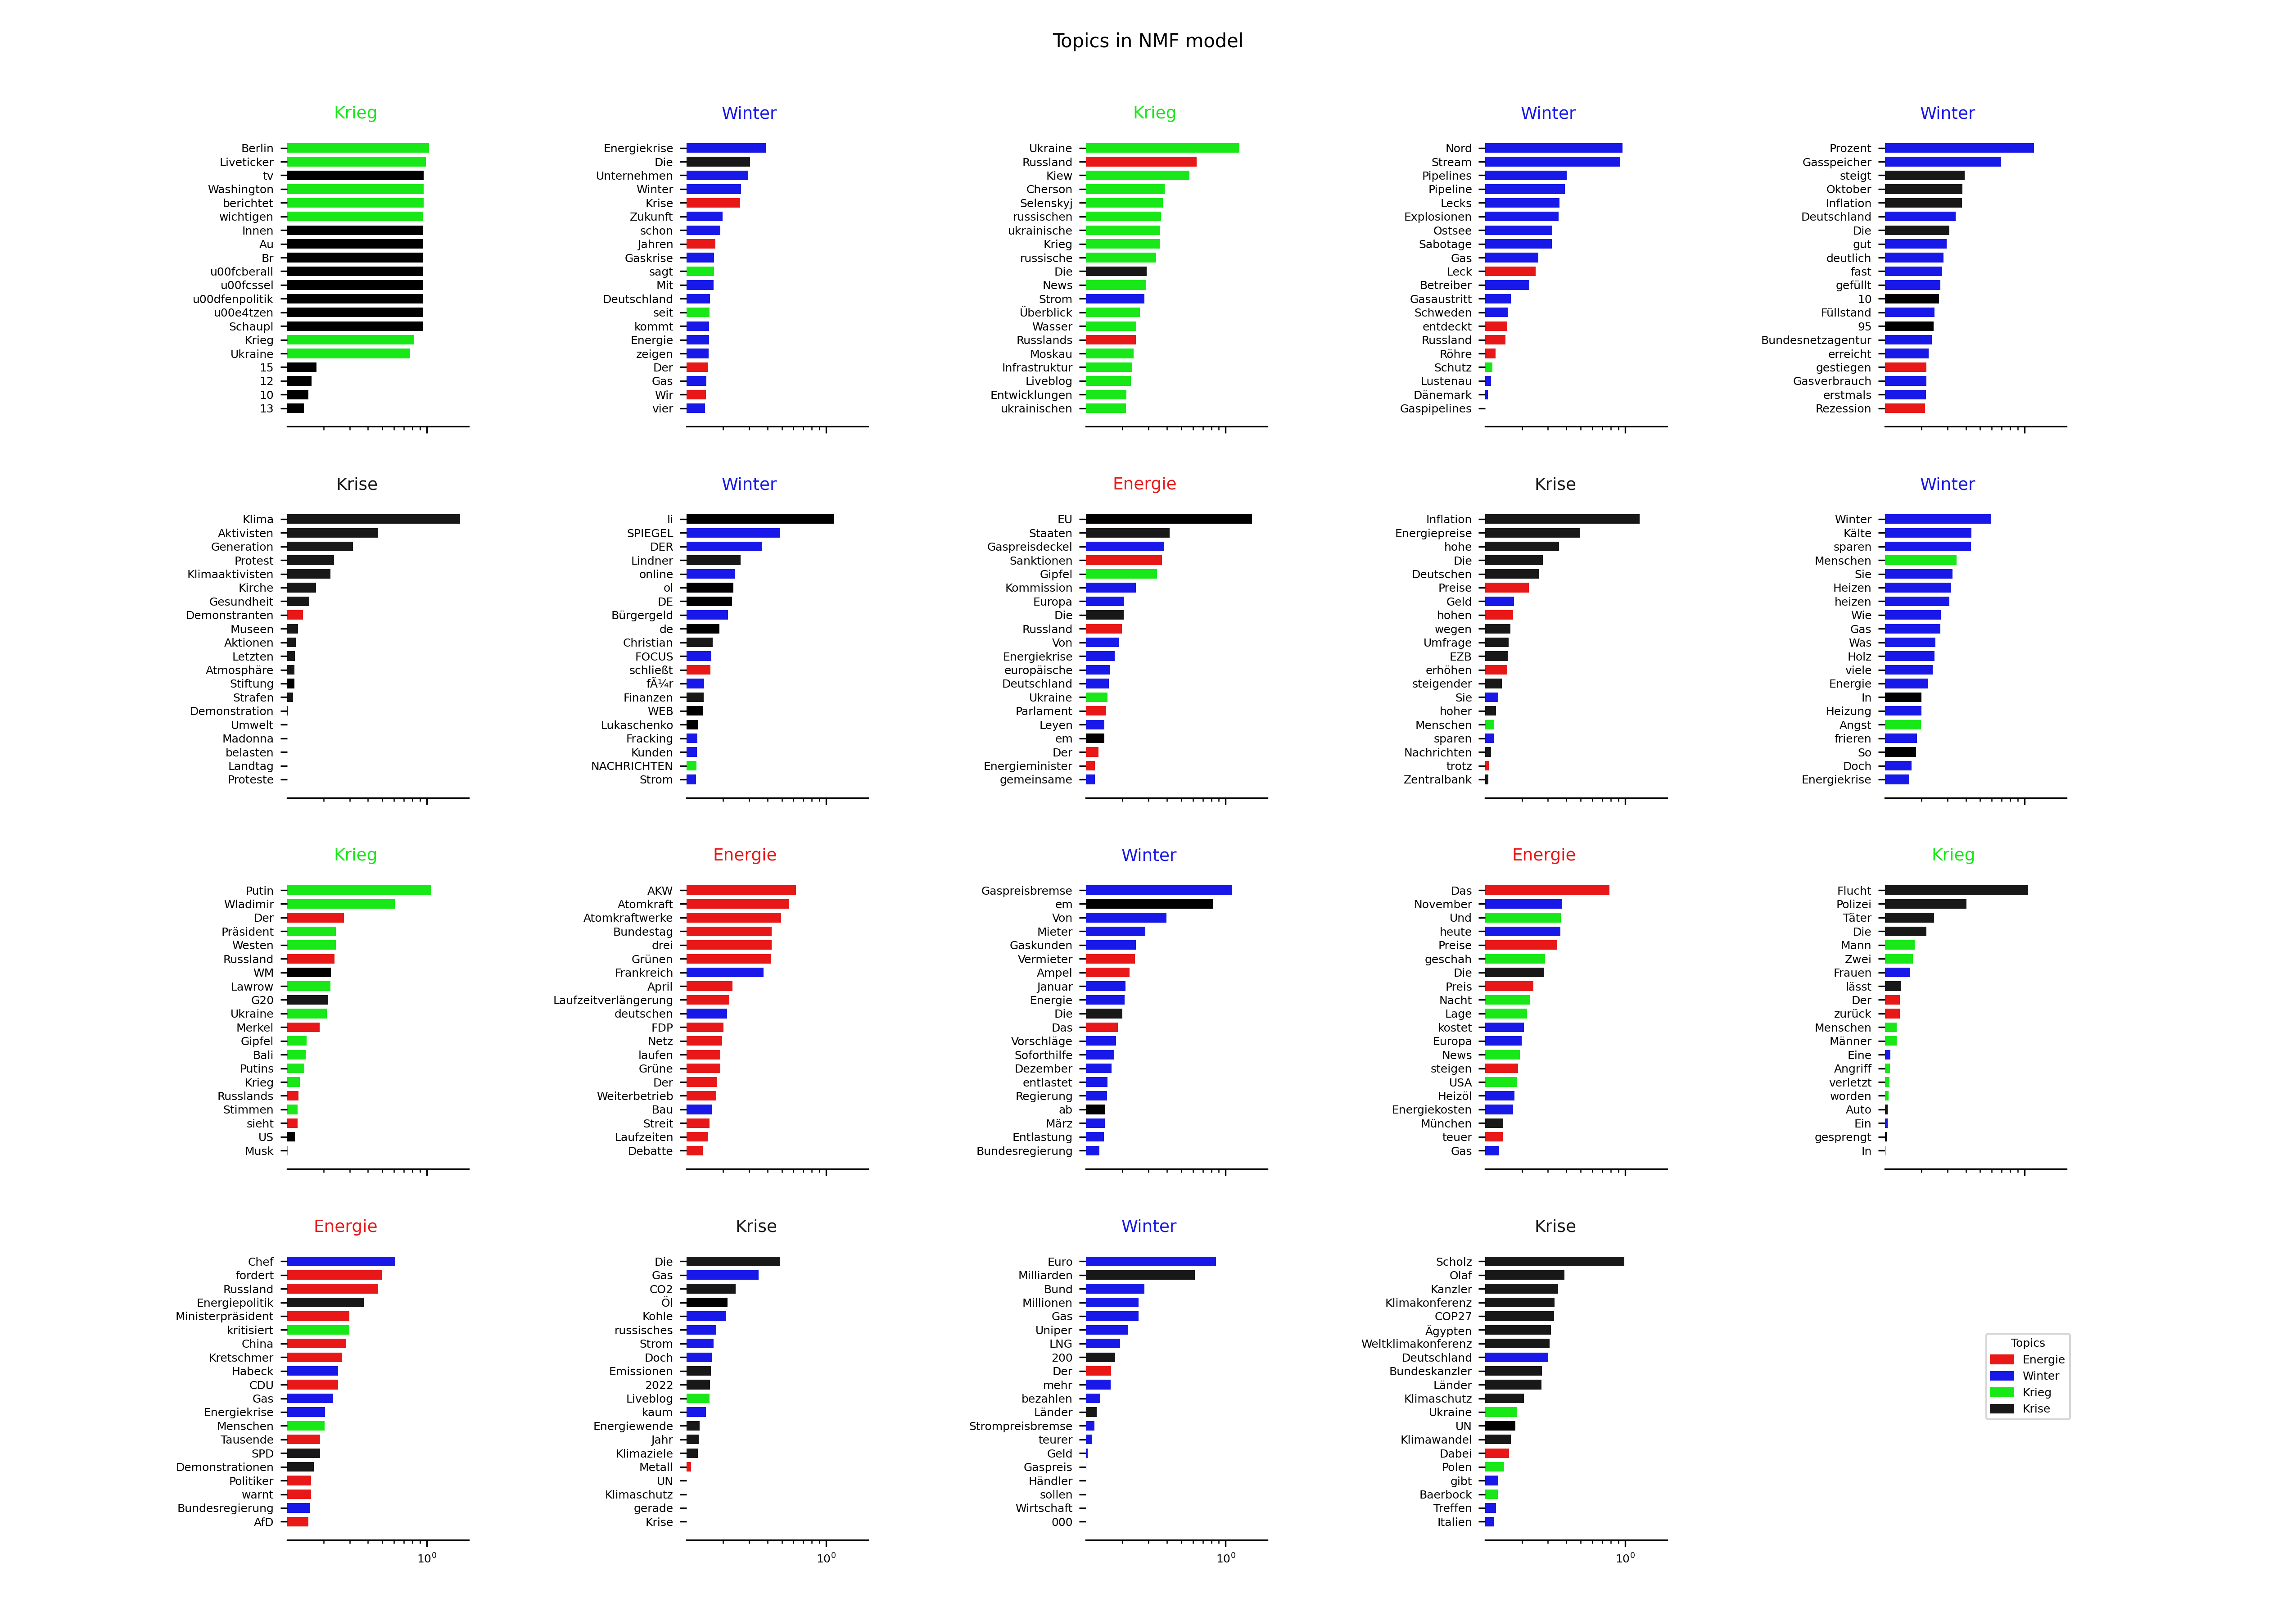 Topics in NMF model
Krieg
Berlin
Liveticker
tv
Washington
berichtet
wichtigen
Innen
Au
Br
u00fcberall
u00fcssel
u00dfenpolitik
u00e4tzen
Schaupl
Krieg
Ukraine
15
12
10
13
Winter
Energiekrise
Die
Unternehmen
Winter
Krise
Zukunft
schon
Jahren
Gaskrise
sagt
Mit
Deutschland
seit
kommt
Energie
zeigen
Der
Gas
Wir
vier
Krieg
Ukraine
Russland
Kiew
Cherson
Selenskyj
russischen
ukrainische
Krieg
russische
Die
News
Strom
Überblick
Wasser
Russlands
Moskau
Infrastruktur
Liveblog
Entwicklungen
ukrainischen
Winter
Nord
Stream
Pipelines
Pipeline
Lecks
Explosionen
Ostsee
Sabotage
Gas
Leck
Betreiber
Gasaustritt
Schweden
entdeckt
Russland
Röhre
Schutz
Lustenau
Dänemark
Gaspipelines
Winter
Prozent
Gasspeicher
steigt
Oktober
Inflation
Deutschland
Die
gut
deutlich
fast
gefüllt
10
Füllstand
95
Bundesnetzagentur
erreicht
gestiegen
Gasverbrauch
erstmals
Rezession
Krise
Klima
Aktivisten
Generation
Protest
Klimaaktivisten
Kirche
Gesundheit
Demonstranten
Museen
Aktionen
Letzten
Atmosphäre
Stiftung
Strafen
Demonstration
Umwelt
Madonna
belasten
Landtag
Proteste
Winter
li
SPIEGEL
DER
Lindner
online
ol
DE
Bürgergeld
de
Christian
FOCUS
schließt
fÃ¼r
Finanzen
WEB
Lukaschenko
Fracking
Kunden
NACHRICHTEN
Strom
Energie
EU
Staaten
Gaspreisdeckel
Sanktionen
Gipfel
Kommission
Europa
Die
Russland
Von
Energiekrise
europäische
Deutschland
Ukraine
Parlament
Leyen
em
Der
Energieminister
gemeinsame
Krise
Inflation
Energiepreise
hohe
Die
Deutschen
Preise
Geld
hohen
wegen
Umfrage
EZB
erhöhen
steigender
Sie
hoher
Menschen
sparen
Nachrichten
trotz
Zentralbank
Winter
Winter
Kälte
sparen
Menschen
Sie
Heizen
heizen
Wie
Gas
Was
Holz
viele
Energie
In
Heizung
Angst
frieren
So
Doch
Energiekrise
Krieg
Putin
Wladimir
Der
Präsident
Westen
Russland
WM
Lawrow
G20
Ukraine
Merkel
Gipfel
Bali
Putins
Krieg
Russlands
Stimmen
sieht
US
Musk
Energie
AKW
Atomkraft
Atomkraftwerke
Bundestag
drei
Grünen
Frankreich
April
Laufzeitverlängerung
deutschen
FDP
Netz
laufen
Grüne
Der
Weiterbetrieb
Bau
Streit
Laufzeiten
Debatte
Winter
Gaspreisbremse
em
Von
Mieter
Gaskunden
Vermieter
Ampel
Januar
Energie
Die
Das
Vorschläge
Soforthilfe
Dezember
entlastet
Regierung
ab
März
Entlastung
Bundesregierung
Energie
Das
November
Und
heute
Preise
geschah
Die
Preis
Nacht
Lage
kostet
Europa
News
steigen
USA
Heizöl
Energiekosten
München
teuer
Gas
Krieg
Flucht
Polizei
Täter
Die
Mann
Zwei
Frauen
lässt
Der
zurück
Menschen
Männer
Eine
Angriff
verletzt
worden
Auto
Ein
gesprengt
In
Energie
Chef
fordert
Russland
Energiepolitik
Ministerpräsident
kritisiert
China
Kretschmer
Habeck
CDU
Gas
Energiekrise
Menschen
Tausende
SPD
Demonstrationen
Politiker
warnt
Bundesregierung
AfD
10⁰
Krise
Die
Gas
CO2
Öl
Kohle
russisches
Strom
Doch
Emissionen
2022
Liveblog
kaum
Energiewende
Jahr
Klimaziele
Metall
UN
Klimaschutz
gerade
Krise
10⁰
Winter
Euro
Milliarden
Bund
Millionen
Gas
Uniper
LNG
200
Der
mehr
bezahlen
Länder
Strompreisbremse
teurer
Geld
Gaspreis
Händler
sollen
Wirtschaft
000
10⁰
Krise
Scholz
Olaf
Kanzler
Klimakonferenz
COP27
Ägypten
Weltklimakonferenz
Deutschland
Bundeskanzler
Länder
Klimaschutz
Ukraine
UN
Klimawandel
Dabei
Polen
gibt
Baerbock
Treffen
Italien
10⁰
Topics
Energie
Winter
Krieg
Krise